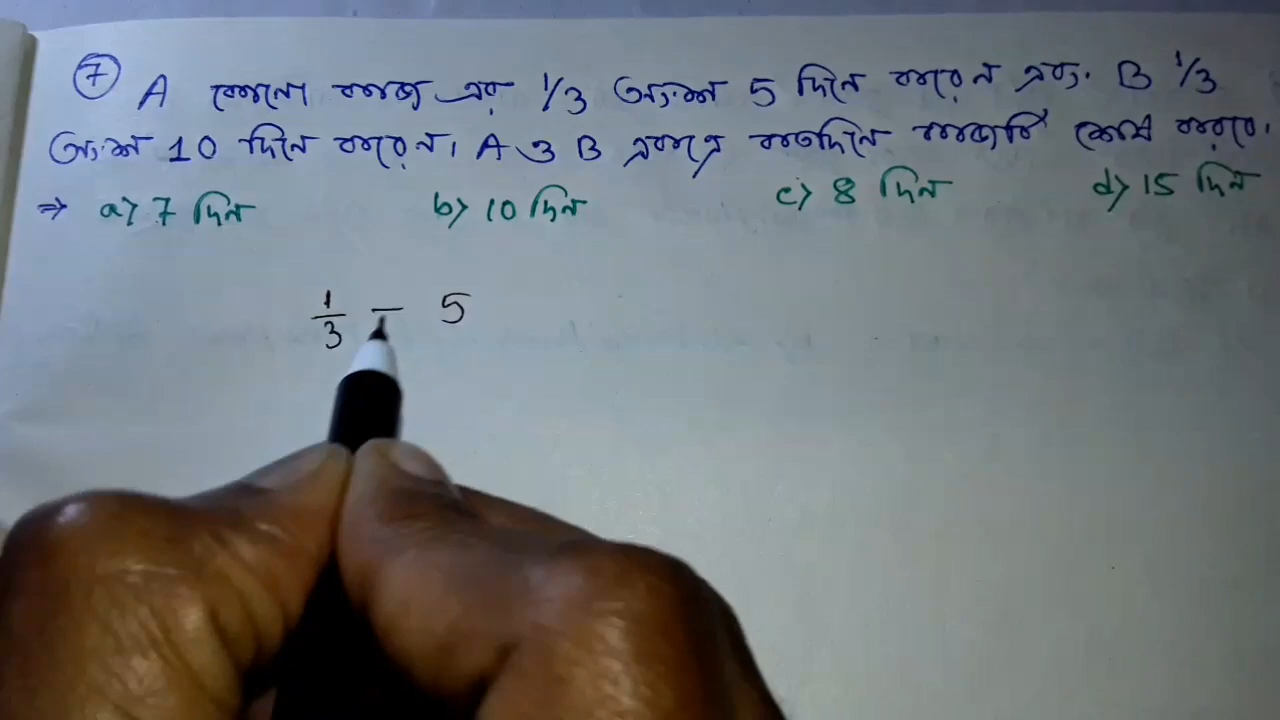 ⑦ A কোনো কাজ এর 1/3 অংশ 5 দিনে করেন এবং B 1/3
অংশ 10 দিনে করেন। A ও B একত্রে কতদিনে কাজটি শেষ করবে।
⇒ a> 7 দিন b> 10 দিন c> 8 দিন d> 15 দিন
1/3 — 5